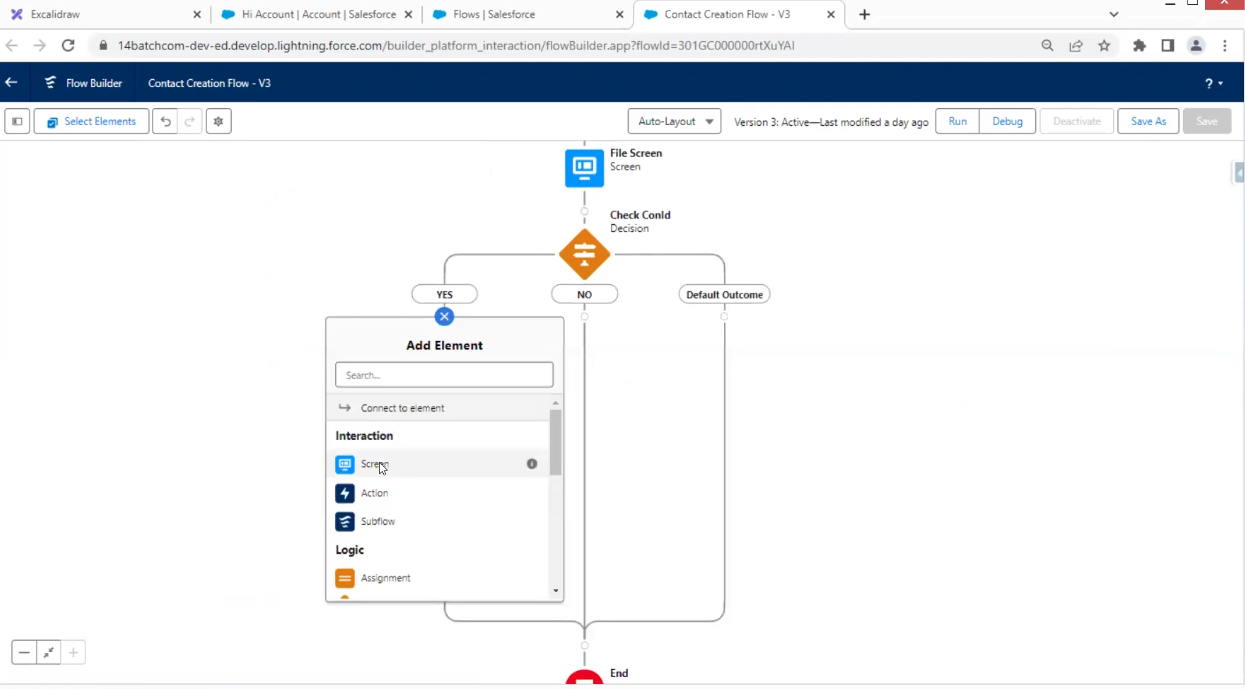 Excalidraw
Hi Account | Account | Salesforce
Flows | Salesforce
Contact Creation Flow - V3
14batchcom-dev-ed.develop.lightning.force.com/builder_platform_interaction/flowBuilder.app?flowId=301GC000000rtXuYAI
Flow Builder
Contact Creation Flow - V3
?
Select Elements
Auto-Layout
Version 3: Active—Last modified a day ago
Run
Debug
Deactivate
Save As
Save
File Screen
Screen
Check ConId
Decision
YES
NO
Default Outcome
Add Element
Search...
Connect to element
Interaction
Screen
Action
Subflow
Logic
Assignment
End